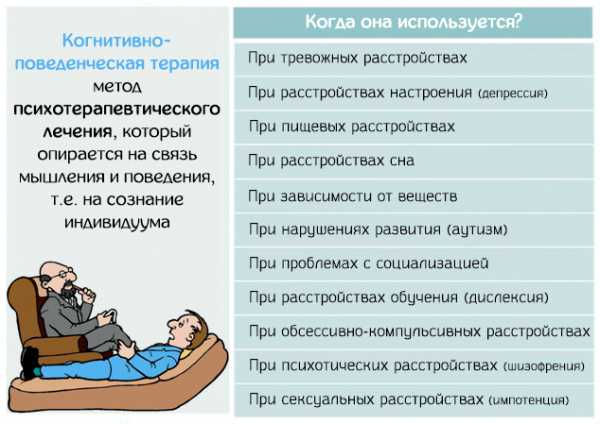 Когнитивно-
поведенческая терапия
метод
психотерапевтического
лечения, который
опирается на связь
мышления и поведения,
т.е. на сознание
индивидуума
Когда она используется?
При тревожных расстройствах
При расстройствах настроения (депрессия)
При пищевых расстройствах
При расстройствах сна
При зависимости от веществ
При нарушениях развития (аутизм)
При проблемах с социализацией
При расстройствах обучения (дислексия)
При обсессивно-компульсивных расстройствах
При психотических расстройствах (шизофрения)
При сексуальных расстройствах (импотенция)